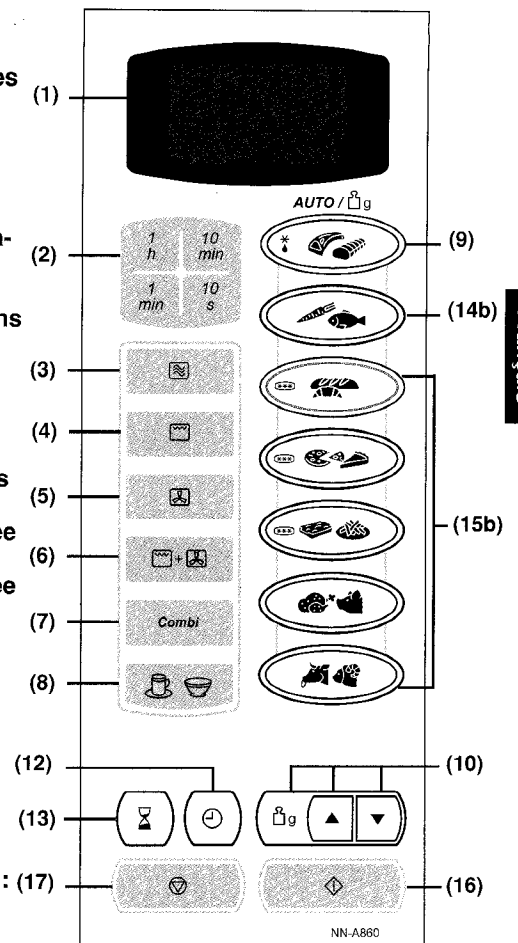 es
(1)
AUTO / g
a-
(2)
1 h
10 min
1 min
10 s
(9)
(14b)
ns
(3)
(4)
s
(5)
ee
(6)
(15b)
ee
(7)
Combi
(8)
(12)
(10)
(13)
g
: (17)
(16)
NN-A860